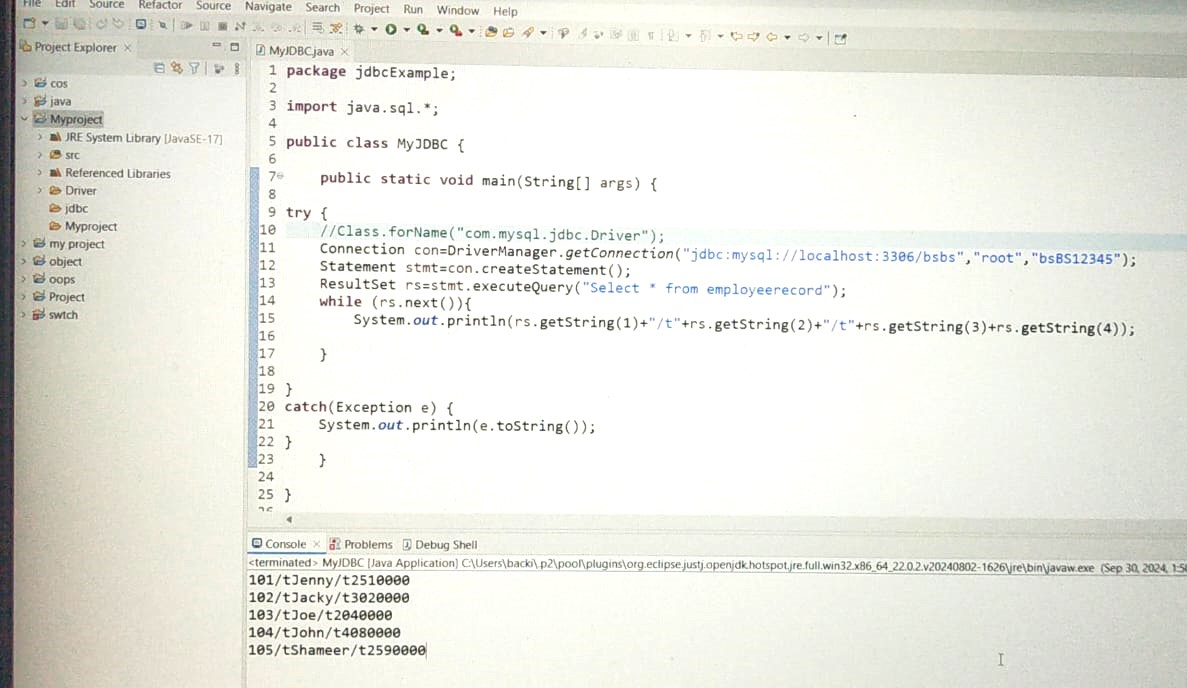 File Edit Source Refactor Source Navigate Search Project Run Window Help
Project Explorer
cos
java
Myproject
JRE System Library [JavaSE-17]
src
Referenced Libraries
Driver
jdbc
Myproject
my project
object
oops
Project
swtch
MyJDBC.java
1 package jdbcExample;
2
3 import java.sql.*;
4
5 public class MyJDBC {
6
7 public static void main(String[] args) {
8
9 try {
10 //Class.forName("com.mysql.jdbc.Driver");
11 Connection con=DriverManager.getConnection("jdbc:mysql://localhost:3306/bsbs","root","bsBS12345");
12 Statement stmt=con.createStatement();
13 ResultSet rs=stmt.executeQuery("Select * from employeerecord");
14 while (rs.next()){
15 System.out.println(rs.getString(1)+"/t"+rs.getString(2)+"/t"+rs.getString(3)+rs.getString(4));
16
17 }
18
19 }
20 catch(Exception e) {
21 System.out.println(e.toString());
22 }
23 }
24
25 }
Console Problems Debug Shell
<terminated> MyJDBC [Java Application] C:\Users\backi\.p2\pool\plugins\org.eclipse.justj.openjdk.hotspot.jre.full.win32.x86_64_22.0.2.v20240802-1626\jre\bin\javaw.exe (Sep 30, 2024, 1:5
101/tJenny/t2510000
102/tJacky/t3020000
103/tJoe/t2040000
104/tJohn/t4080000
105/tShameer/t2590000